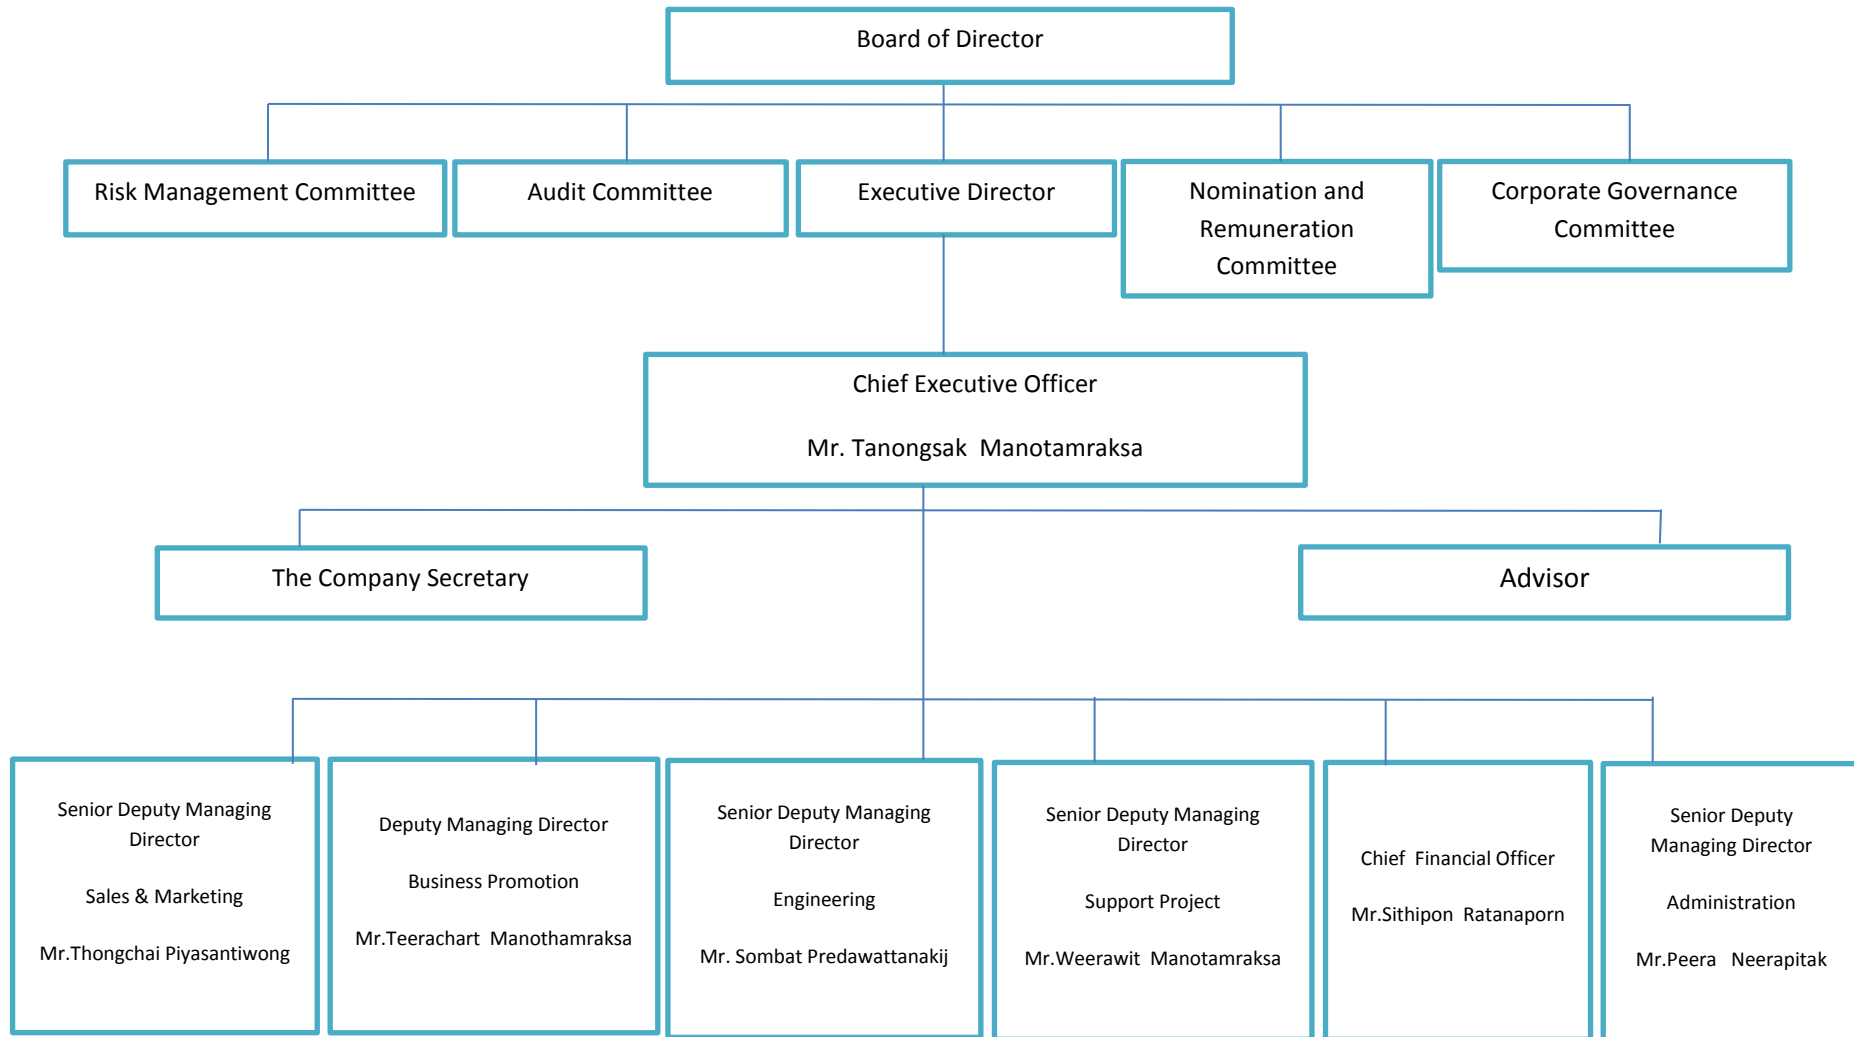 Board of Director
Risk Management Committee
Audit Committee
Executive Director
Nomination and
Remuneration
Committee
Corporate Governance
Committee
Chief Executive Officer
Mr. Tanongsak  Manotamraksa
The Company Secretary
Advisor
Senior Deputy Managing
Director
Sales & Marketing
Mr.Thongchai Piyasantiwong
Deputy Managing Director
Business Promotion
Mr.Teerachart  Manothamraksa
Senior Deputy Managing
Director
Engineering
Mr. Sombat Predawattanakij
Senior Deputy Managing
Director
Support Project
Mr.Weerawit  Manotamraksa
Chief  Financial Officer
Mr.Sithipon  Ratanaporn
Senior Deputy
Managing Director
Administration
Mr.Peera   Neerapitak